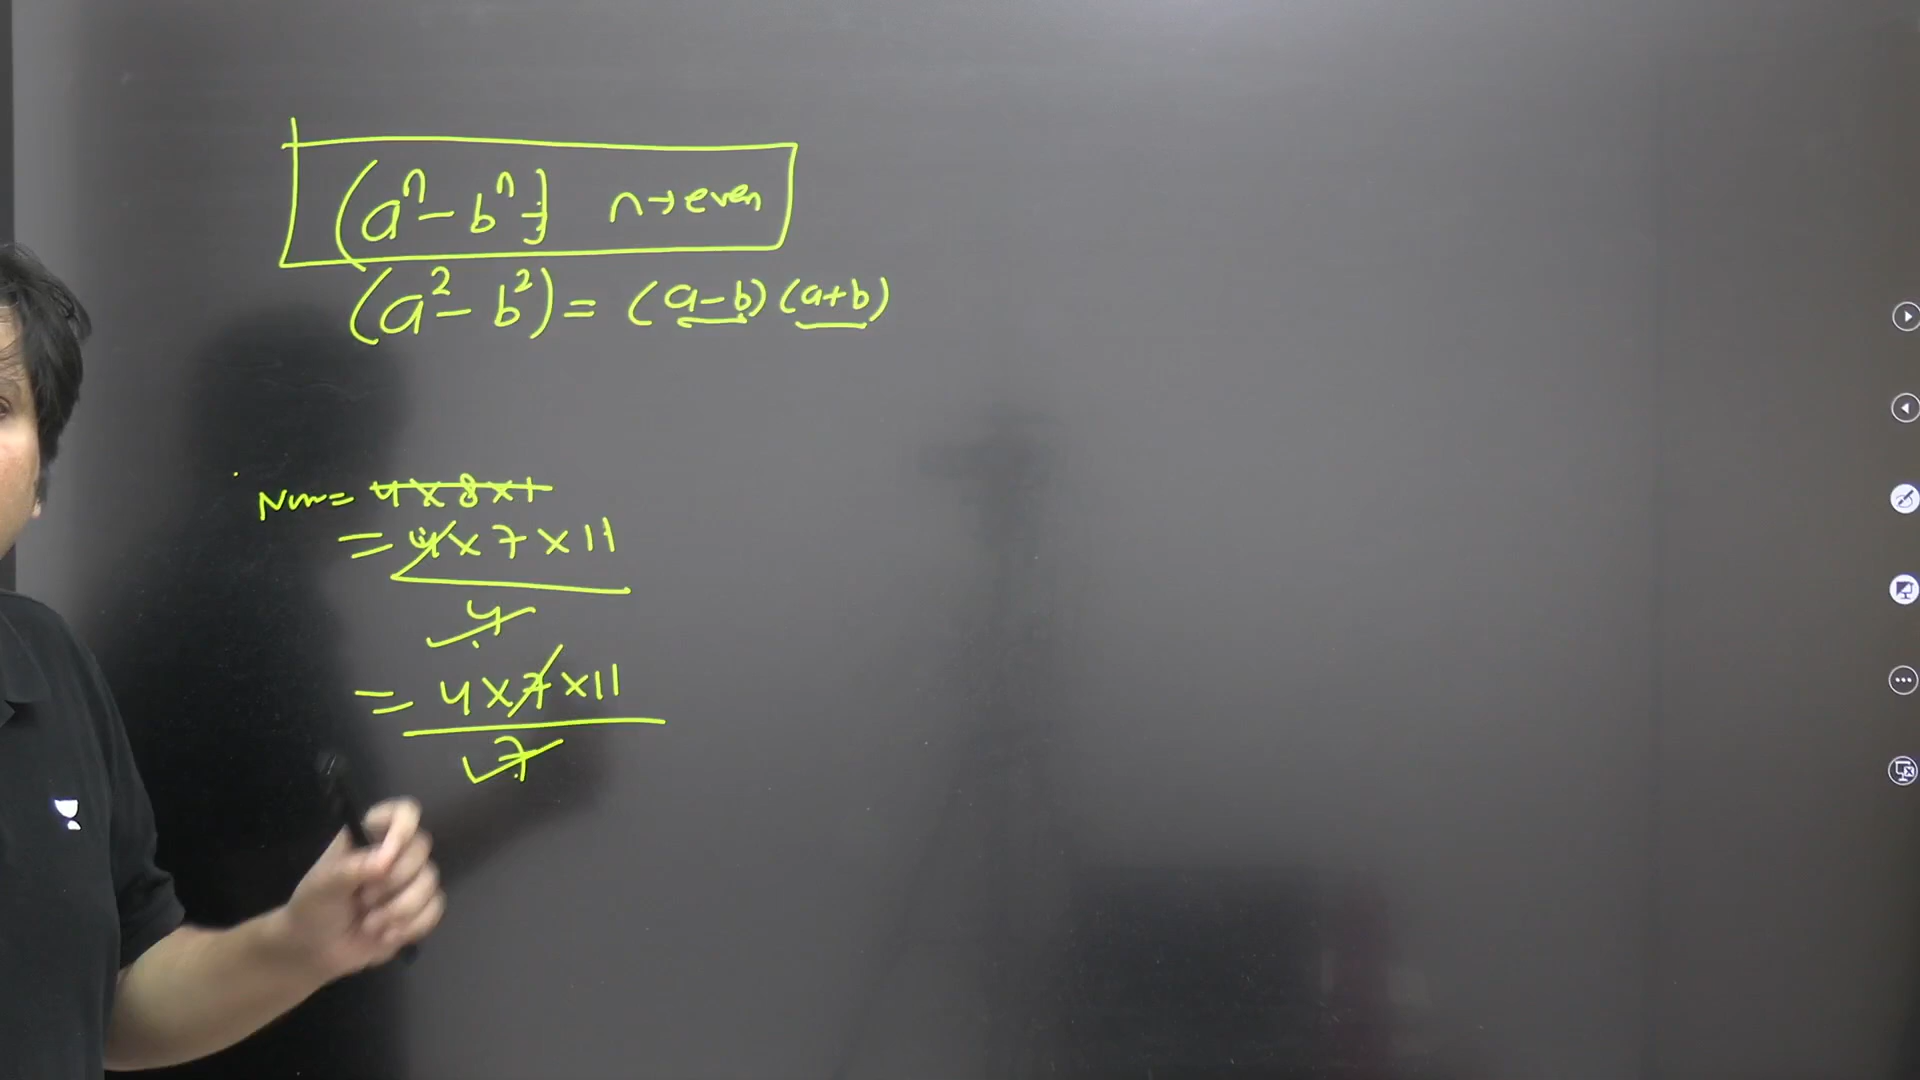 (aⁿ - bⁿ) n→even
(a² - b²) = (a-b) (a+b)
Num = 4 x 8 x 1
= 4 x 7 x 11
4
= 4 x 7 x 11
7